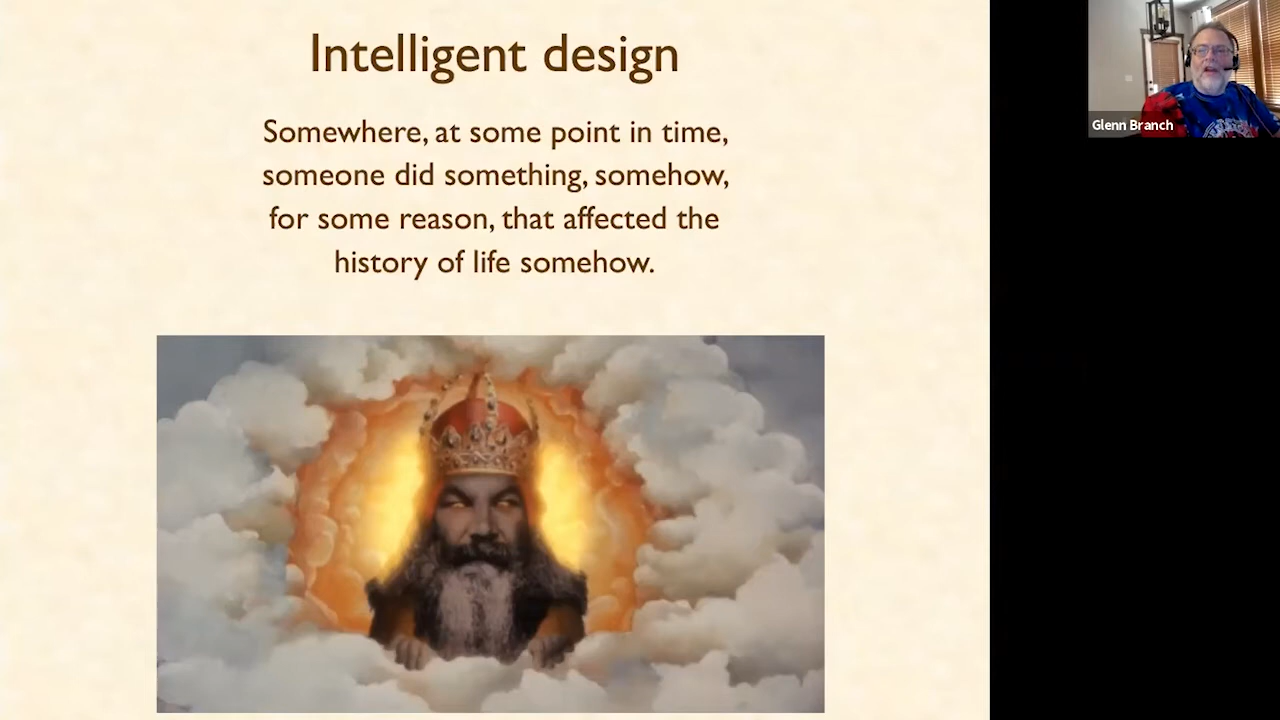 Intelligent design
Somewhere, at some point in time,
someone did something, somehow,
for some reason, that affected the
history of life somehow.
Glenn Branch